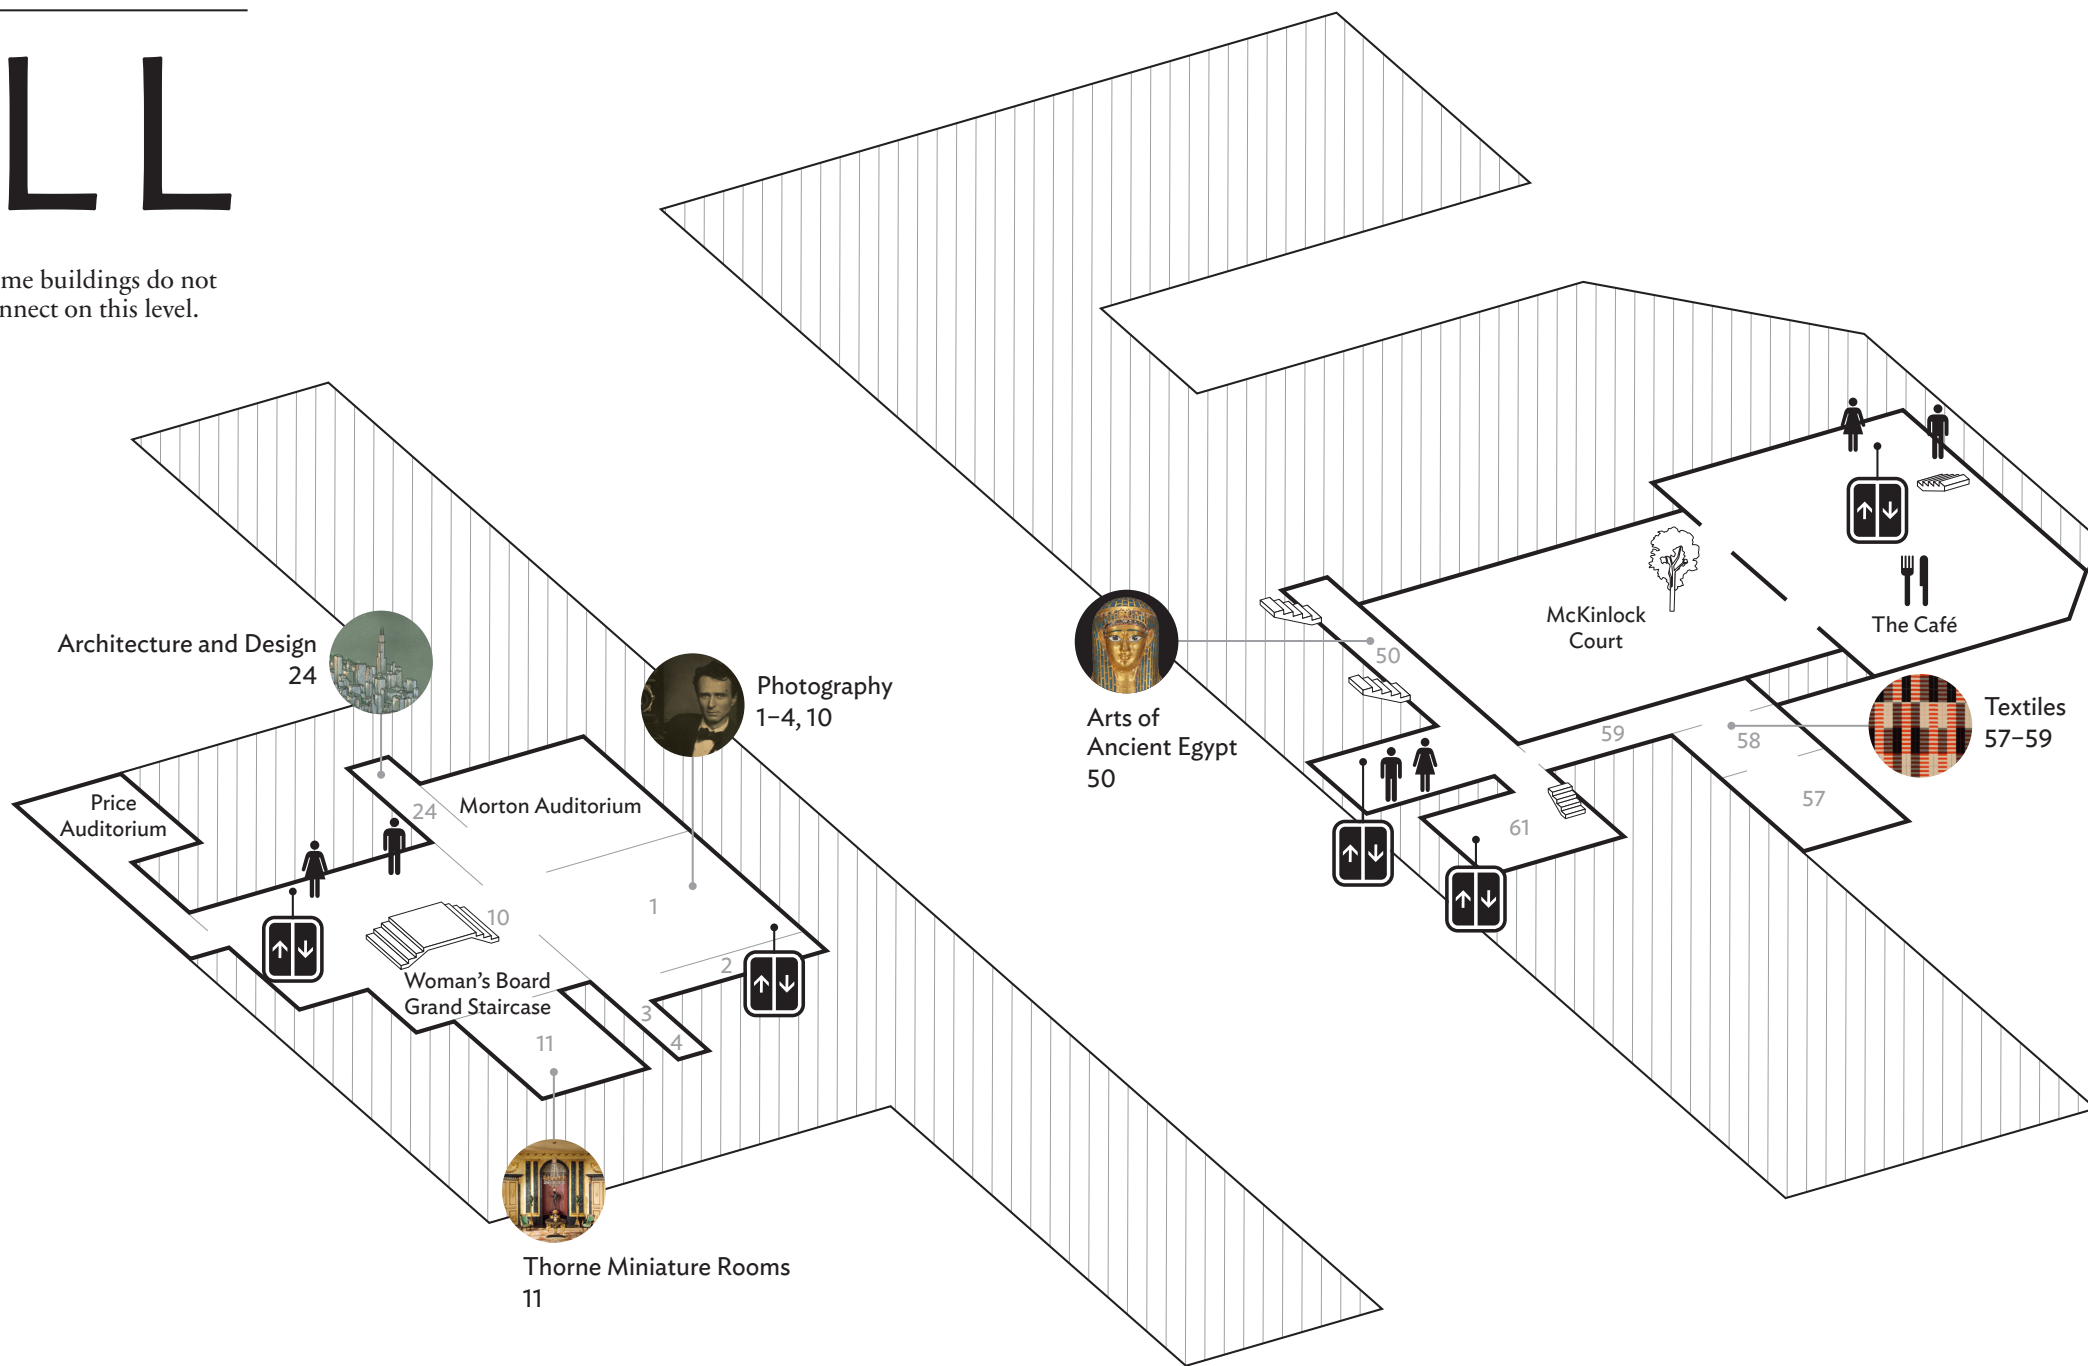 LL
me buildings do not
nnect on this level.
Architecture and Design
24
Photography
1–4, 10
Arts of
Ancient Egypt
50
Textiles
57–59
Thorne Miniature Rooms
11
Price
Auditorium
24
Morton Auditorium
10
1
2
Woman's Board
Grand Staircase
3
4
11
50
McKinlock
Court
The Café
59
58
57
61